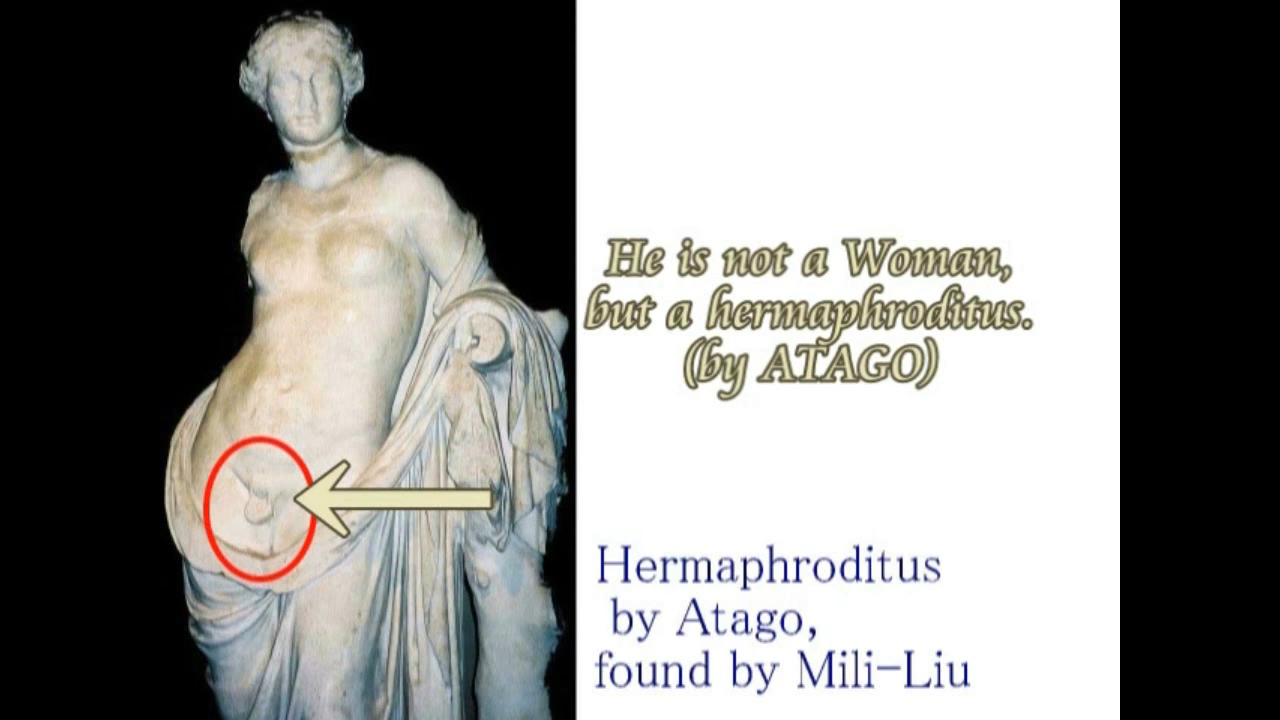 He is not a Woman,
but a hermaphroditus.
(by ATAGO)
Hermaphroditus
by Atago,
found by Mili-Liu